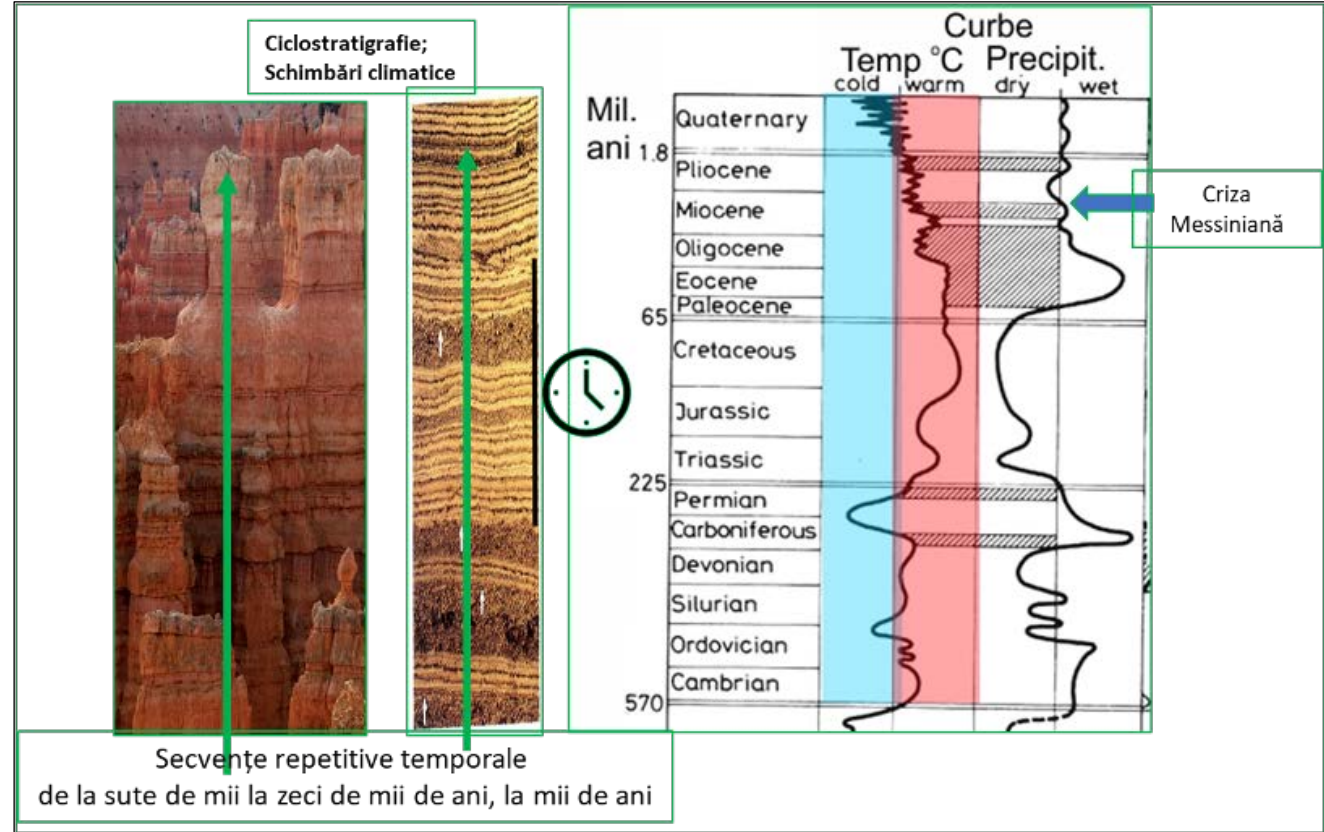 Ciclostratigrafie;
Schimbări climatice
Curbe
Temp °C Precipit.
cold warm dry wet
Mil.
ani
Quaternary
1.8
Pliocene
Miocene
Oligocene
Eocene
Paleocene
65
Cretaceous
Jurassic
Triassic
225
Permian
Carboniferous
Devonian
Silurian
Ordovician
Cambrian
570
Criza
Messiniană
Secvențe repetitive temporale
de la sute de mii la zeci de mii de ani, la mii de ani